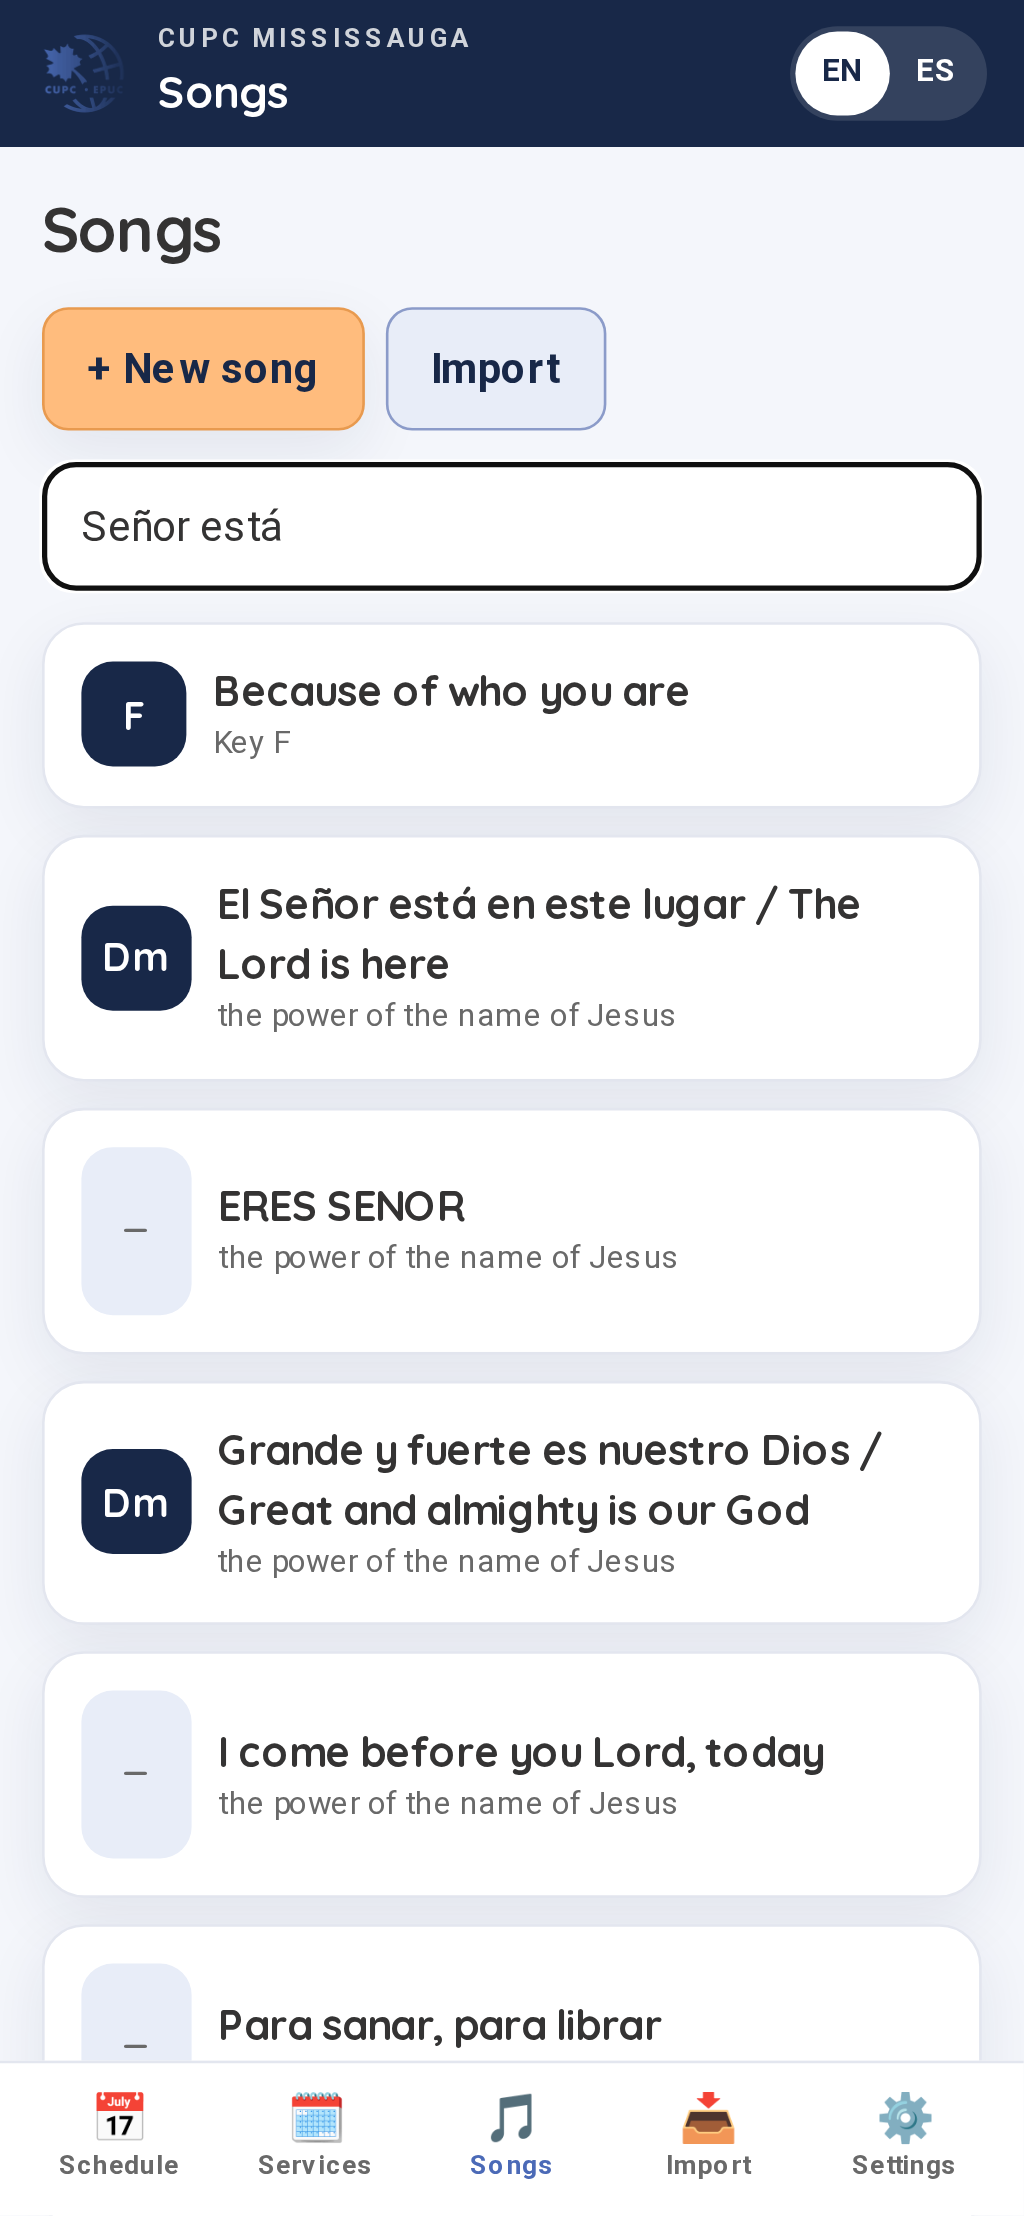 CUPC • EPUC
CUPC MISSISSAUGA
Songs
EN ES
Songs
+ New song
Import
Señor está
F
Because of who you are
Key F
Dm
El Señor está en este lugar / The
Lord is here
the power of the name of Jesus
–
ERES SENOR
the power of the name of Jesus
Dm
Grande y fuerte es nuestro Dios /
Great and almighty is our God
the power of the name of Jesus
–
I come before you Lord, today
the power of the name of Jesus
–
Para sanar, para librar
July
17
Schedule
Services
Songs
Import
Settings